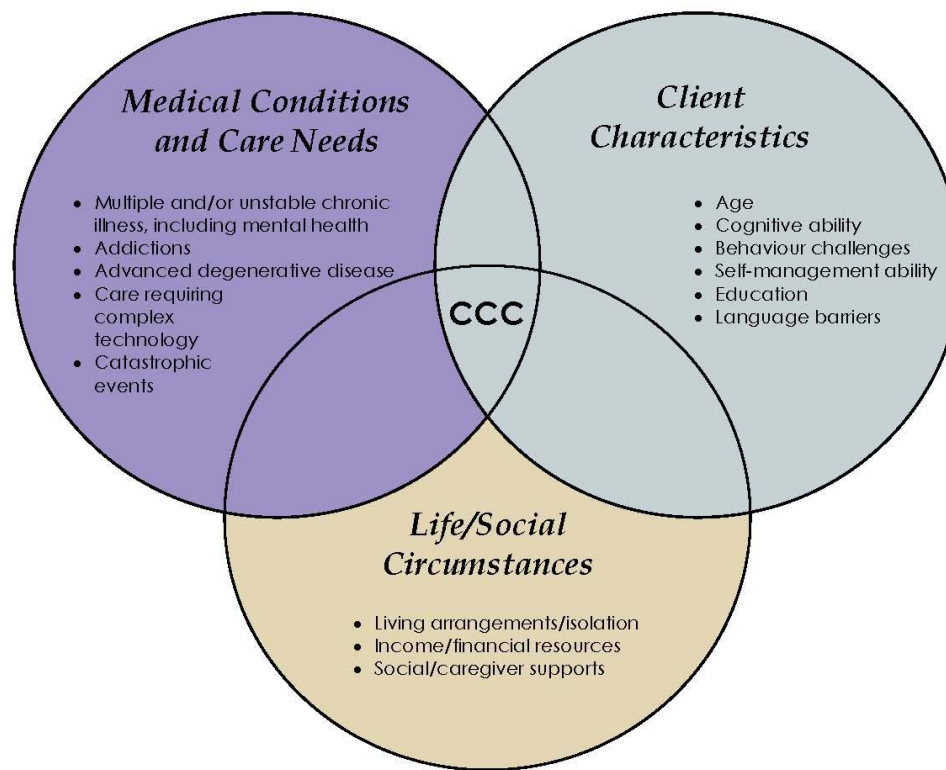 Medical Conditions
and Care Needs
• Multiple and/or unstable chronic
illness, including mental health
• Addictions
• Advanced degenerative disease
• Care requiring
complex
technology
• Catastrophic
events
Client
Characteristics
• Age
• Cognitive ability
• Behaviour challenges
• Self-management ability
• Education
• Language barriers
CCC
Life/Social
Circumstances
• Living arrangements/isolation
• Income/financial resources
• Social/caregiver supports